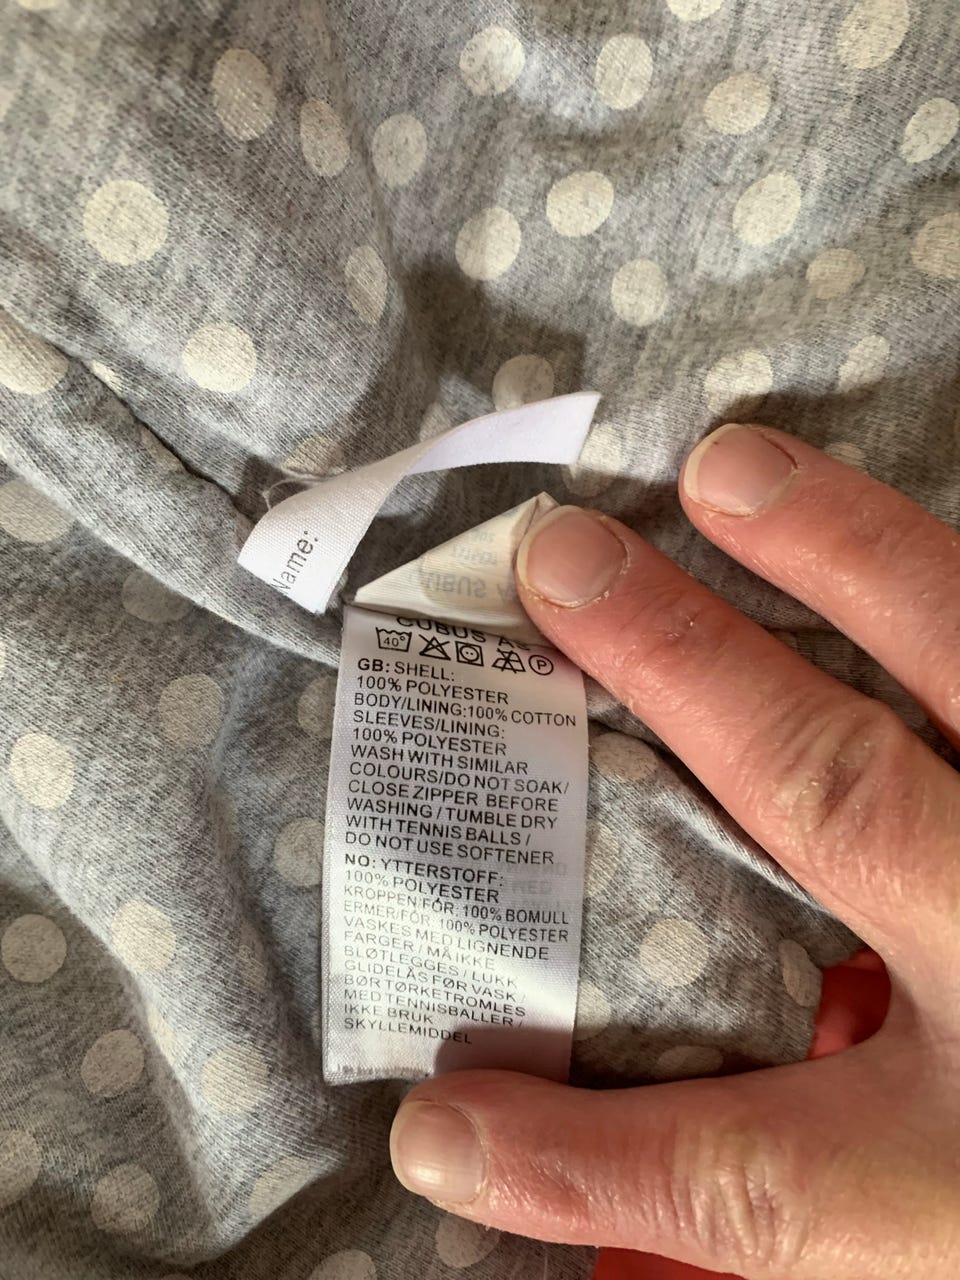 Name:
CUBUS AS
40°
P
GB: SHELL:
100% POLYESTER
BODY/LINING:100% COTTON
SLEEVES/LINING:
100% POLYESTER
WASH WITH SIMILAR
COLOURS/DO NOT SOAK/
CLOSE ZIPPER BEFORE
WASHING / TUMBLE DRY
WITH TENNIS BALLS /
DO NOT USE SOFTENER
NO: YTTERSTOFF:
100% POLYESTER
KROPPEN/FÔR: 100% BOMULL
ERMER/FÔR: 100% POLYESTER
VASKES MED LIGNENDE
FARGER / MÅ IKKE
BLØTLEGGES / LUKK
GLIDELÅS FØR VASK /
BØR TØRKETROMLES
MED TENNISBALLER /
IKKE BRUK
SKYLLEMIDDEL